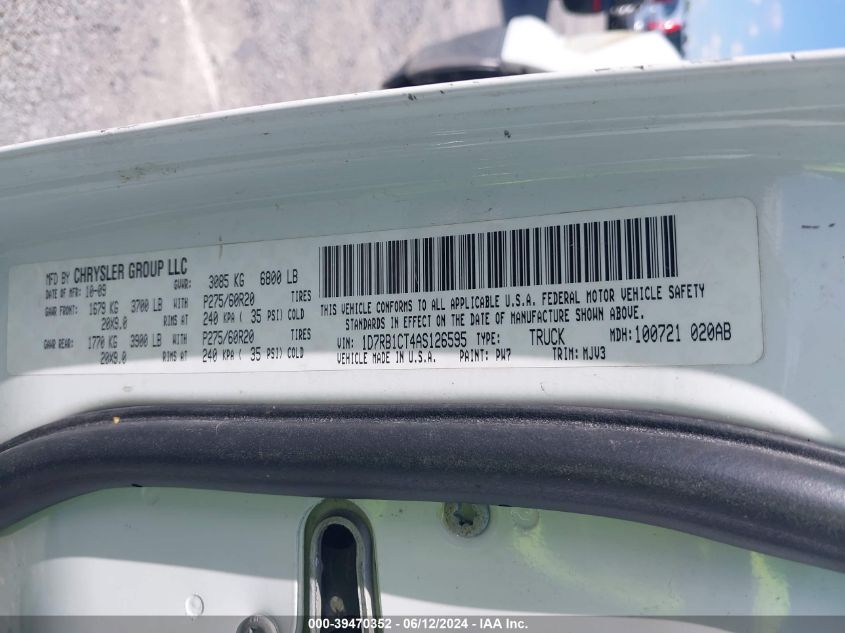 MFD BY CHRYSLER GROUP LLC
DATE OF MFR: 10-09 GVWR: 3085 KG 6800 LB
GAWR FRONT: 1679 KG 3700 LB WITH P275/60R20 TIRES
20X9.0 RIMS AT 240 KPA ( 35 PSI) COLD
GAWR REAR: 1770 KG 3900 LB WITH P275/60R20 TIRES
20X9.0 RIMS AT 240 KPA ( 35 PSI) COLD
THIS VEHICLE CONFORMS TO ALL APPLICABLE U.S.A. FEDERAL MOTOR VEHICLE SAFETY
STANDARDS IN EFFECT ON THE DATE OF MANUFACTURE SHOWN ABOVE.
VIN: 1D7RB1CT4AS126595 TYPE: TRUCK MDH: 100721 020AB
VEHICLE MADE IN U.S.A. PAINT: PW7 TRIM: MJV3
000-39470352 - 06/12/2024 - IAA Inc.